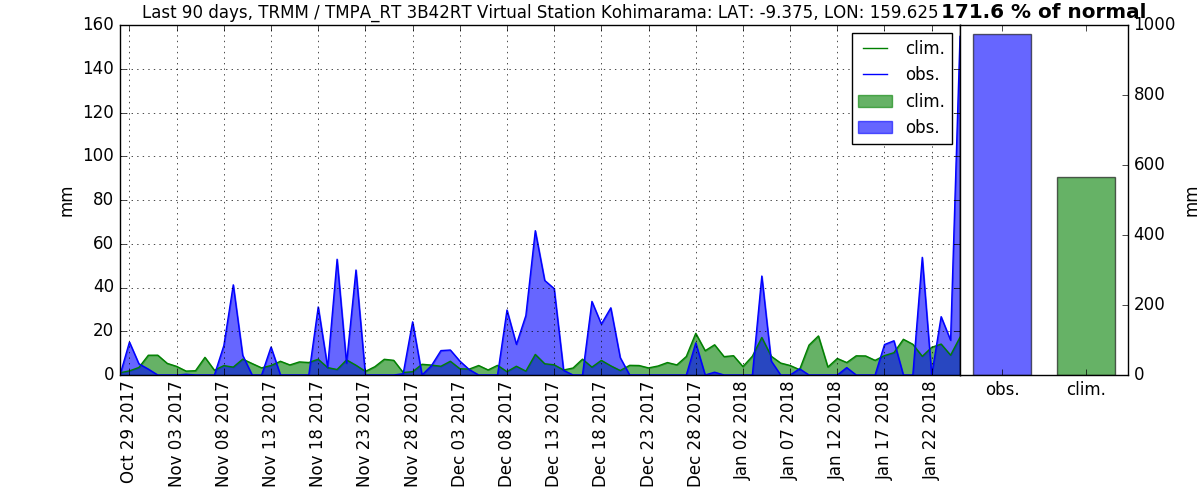 Last 90 days, TRMM / TMPA_RT 3B42RT Virtual Station Kohimarama: LAT: -9.375, LON: 159.625 171.6 % of normal
160
140
120
100
80
60
40
20
0
mm
clim.
obs.
clim.
obs.
1000
800
600
400
200
0
mm
Oct 29 2017
Nov 03 2017
Nov 08 2017
Nov 13 2017
Nov 18 2017
Nov 23 2017
Nov 28 2017
Dec 03 2017
Dec 08 2017
Dec 13 2017
Dec 18 2017
Dec 23 2017
Dec 28 2017
Jan 02 2018
Jan 07 2018
Jan 12 2018
Jan 17 2018
Jan 22 2018
obs.
clim.